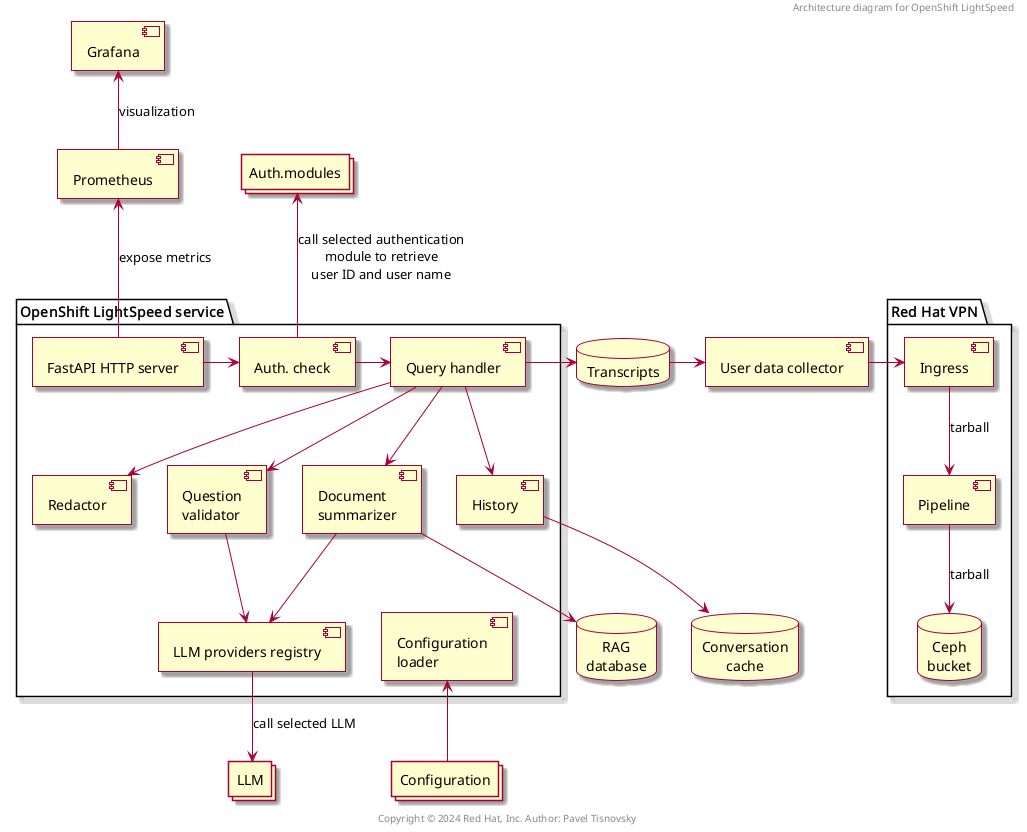 Architecture diagram for OpenShift LightSpeed
Grafana
visualization
Prometheus
Auth.modules
expose metrics
call selected authentication
module to retrieve
user ID and user name
OpenShift LightSpeed service
Red Hat VPN
FastAPI HTTP server
Auth. check
Query handler
Transcripts
User data collector
Ingress
tarball
Redactor
Question
validator
Document
summarizer
History
Pipeline
tarball
LLM providers registry
Configuration
loader
RAG
database
Conversation
cache
Ceph
bucket
call selected LLM
LLM
Configuration
Copyright © 2024 Red Hat, Inc. Author: Pavel Tisnovsky